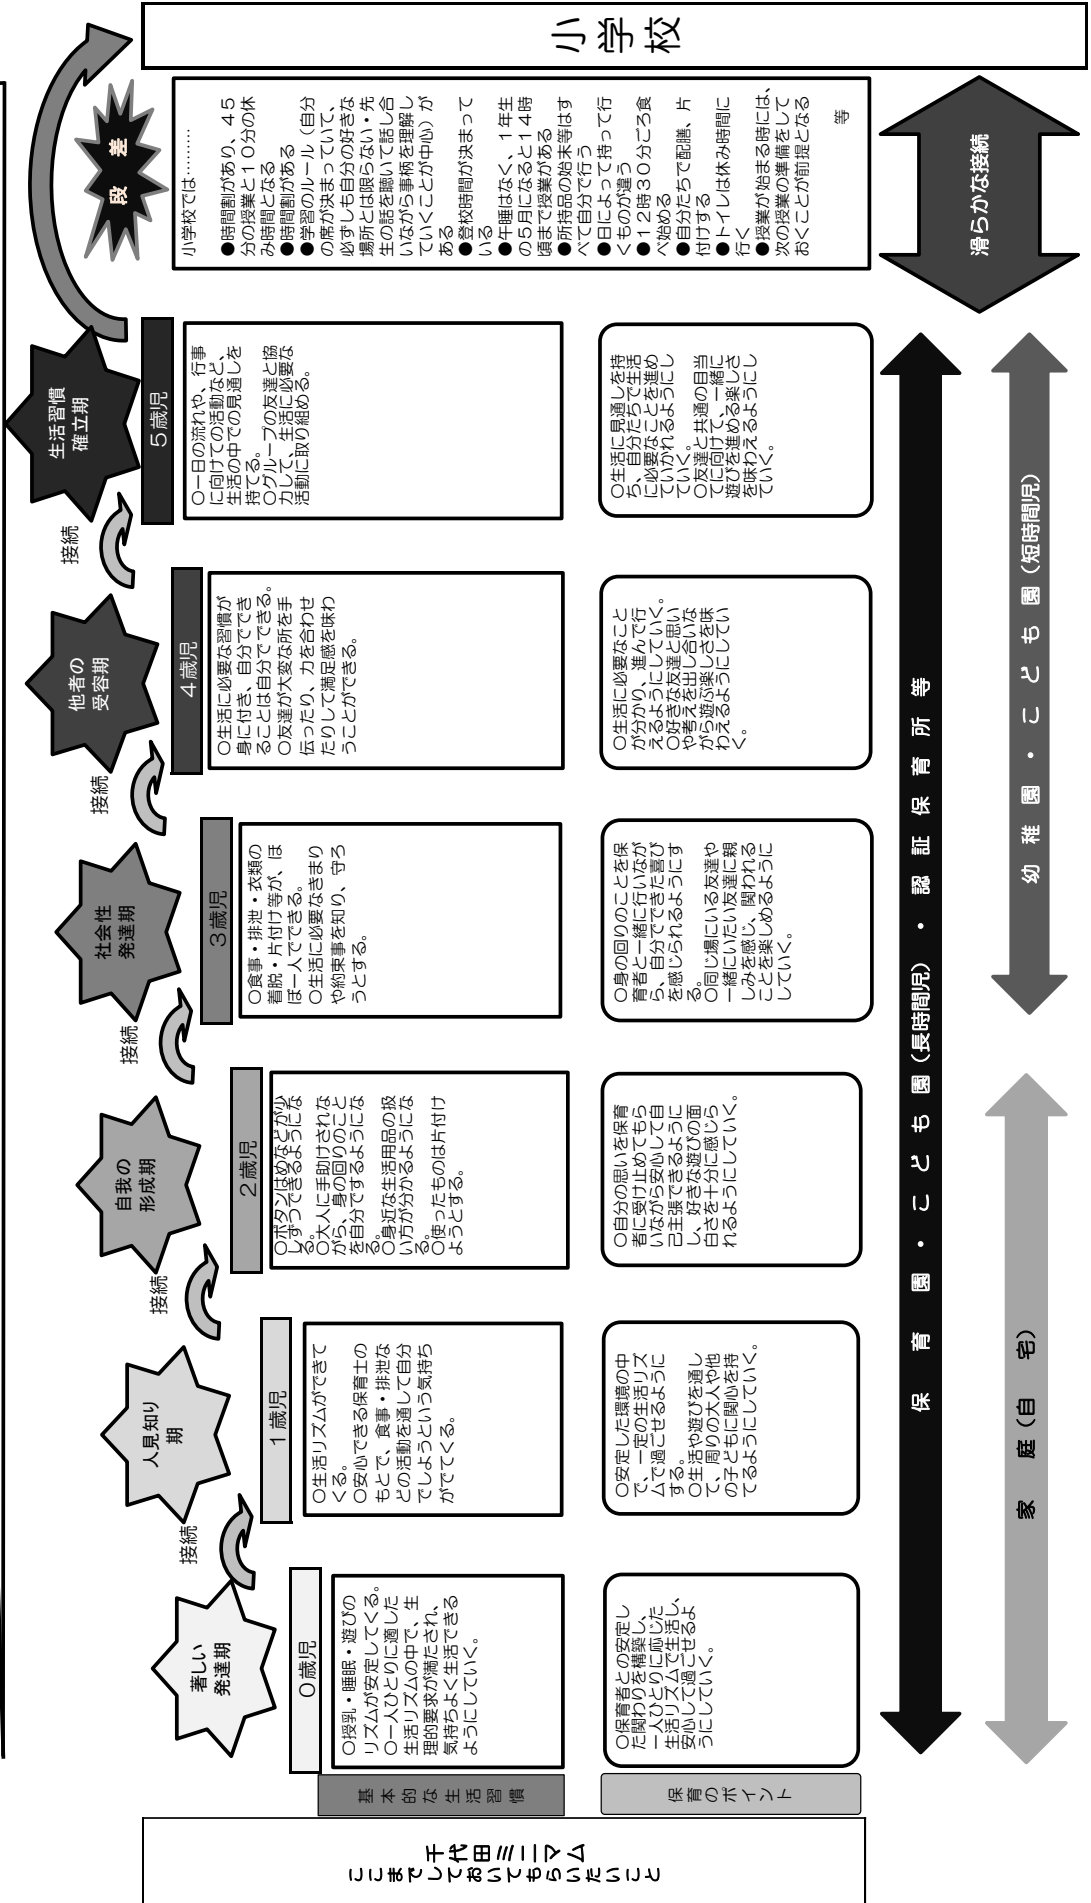 千代田ミニマム
ここまでしておいてもらいたいこと
基本的な生活習慣
保育のポイント
著しい
発達期
接続
0歳児
○授乳・睡眠・遊びの
リズムが安定してくる。
○一人ひとりに適した
生活リズムの中で、生
理的要求が満たされ、
気持ちよく生活できる
ようにしていく。
○保育者との安定し
た関わりを構築し、
一人ひとりに応じた
生活リズムで生活し、
安心して過ごせるよ
うにしていく。
人見知り
期
接続
1歳児
○生活リズムができて
くる。
○安心できる保育士の
もとで、食事・排泄な
どの活動を通して自分
でしようという気持ち
がでてくる。
○安定した環境の中
で、一定の生活リズ
ムで過ごせるように
する。
○生活や遊びを通し
て、周りの大人や他
の子どもに関心を持
てるようにしていく。
自我の
形成期
接続
2歳児
○ボタンはめなどが少
しずつできるようにな
る。
○大人に手助けされな
がら、身の回りのこと
を自分でするようにな
る。
○身近な生活用品の扱
い方が分かるようにな
る。
○使ったものは片付け
ようとする。
○自分の思いを保育
者に受け止めてもら
いながら安心して自
己主張できるように
し、好きな遊びの面
白さを十分に感じら
れるようにしていく。
社会性
発達期
接続
3歳児
○食事・排泄・衣類の
着脱・片付け等が、ほ
ぼ一人でできる。
○生活に必要なきまり
や約束事を知り、守ろ
うとする。
○身の回りのことを保
育者と一緒に行いなが
ら、自分でできた喜び
を感じられるようにす
る。
○同じ場にいる友達や
一緒にいたい友達に親
しみを感じ、関われる
ことを楽しめるように
していく。
他者の
受容期
接続
4歳児
○生活に必要な習慣が
身に付き、自分ででき
ることは自分でできる。
○友達が大変な所を手
伝ったり、力を合わせ
たりして満足感を味わ
うことができる。
○生活に必要なこと
が分かり、進んで行
えるようにしていく。
○好きな友達と思い
や考えを出し合いな
がら遊ぶ楽しさを味
わえるようにしてい
く。
生活習慣
確立期
5歳児
○一日の流れや、行事
に向けての活動など、
生活の中での見通しを
持てる。
○グループの友達と協
力して、生活に必要な
活動に取り組める。
○生活に見通しを持
ち、自分たちで生活
に必要なことを進め
ていかれるようにし
ていく。
○友達と共通の目当
てに向けて、一緒に
遊びを進める楽しさ
を味わえるようにし
ていく。
段差
小学校では………
●時間割があり、45
分の授業と10分の休
み時間となる
●時間割がある
●学習のルール(自分
の席が決まっていて、
必ずしも自分の好きな
場所とは限らない・先
生の話を聴いて話し合
いながら事柄を理解し
ていくことが中心)が
ある
●登校時間が決まって
いる
●午睡はなく、1年生
の5月になると14時
頃まで授業がある
●所持品の始末等はす
べて自分で行う
●日によって持って行
くものが違う
●12時30分ごろ食
べ始める
●自分たちで配膳、片
付けする
●トイレは休み時間に
行く
●授業が始まる時には、
次の授業の準備をして
おくことが前提となる
等
小学校
滑らかな接続
保育園・こども園(長時間児)・認証保育所等
家庭(自宅)
幼稚園・こども園(短時間児)